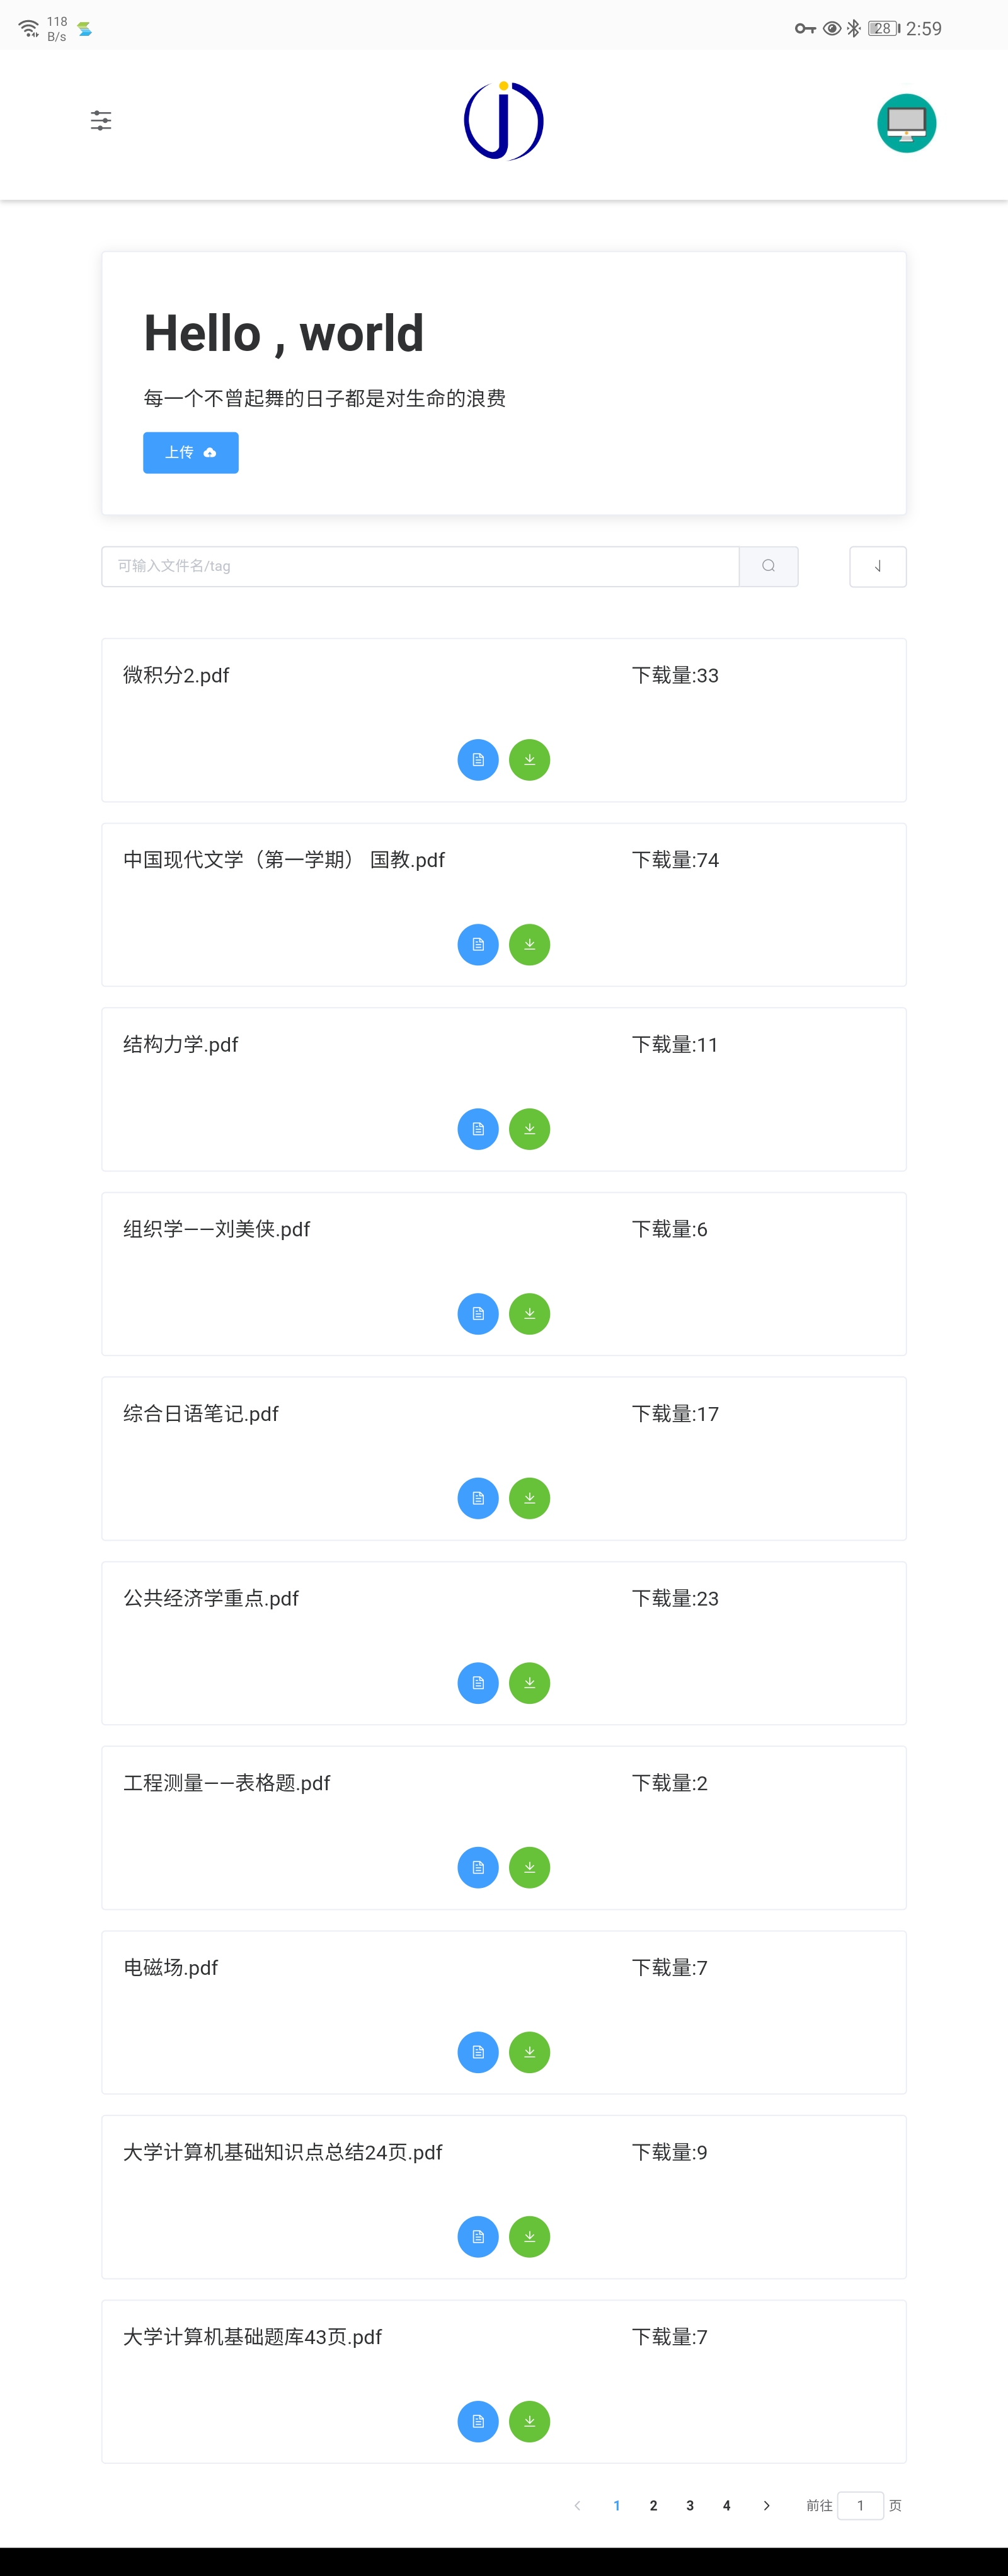 118
B/s
28 2:59
Hello , world
每一个不曾起舞的日子都是对生命的浪费
上传
可输入文件名/tag
微积分2.pdf 下载量:33
中国现代文学（第一学期） 国教.pdf 下载量:74
结构力学.pdf 下载量:11
组织学——刘美侠.pdf 下载量:6
综合日语笔记.pdf 下载量:17
公共经济学重点.pdf 下载量:23
工程测量——表格题.pdf 下载量:2
电磁场.pdf 下载量:7
大学计算机基础知识点总结24页.pdf 下载量:9
大学计算机基础题库43页.pdf 下载量:7
1 2 3 4 前往 1 页